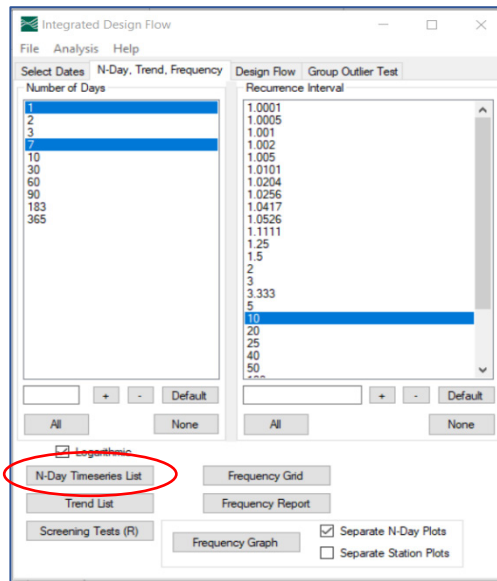 Integrated Design Flow
File Analysis Help
Select Dates N-Day, Trend, Frequency Design Flow Group Outlier Test
Number of Days
1
2
3
7
10
30
60
90
183
365
+ - Default
All None
Recurrence Interval
1.0001
1.0005
1.001
1.002
1.005
1.0101
1.0204
1.0256
1.0417
1.0526
1.1111
1.25
1.5
2
3
3.333
5
10
20
25
40
50
+ - Default
All None
Logarithmic
N-Day Timeseries List Frequency Grid
Trend List Frequency Report
Screening Tests (R)
Frequency Graph
Separate N-Day Plots
Separate Station Plots